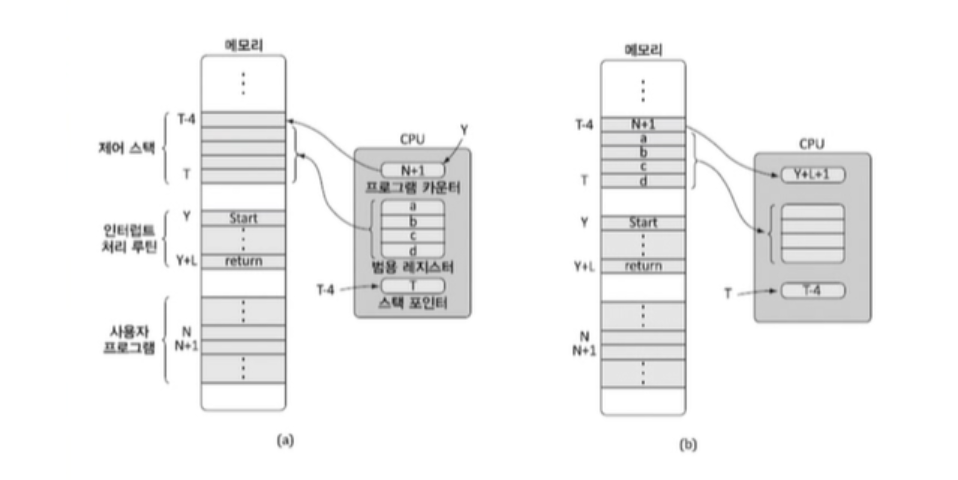 메모리
T-4
제어 스택
T
Y
Start
인터럽트
처리 루틴
Y+L
return
사용자
프로그램
N
N+1
CPU
Y
N+1
프로그램 카운터
a
b
c
d
범용 레지스터
T-4
T
스택 포인터
(a)
메모리
T-4
N+1
a
b
c
T
d
Y
Start
Y+L
return
N
N+1
CPU
Y+L+1
T
T-4
(b)